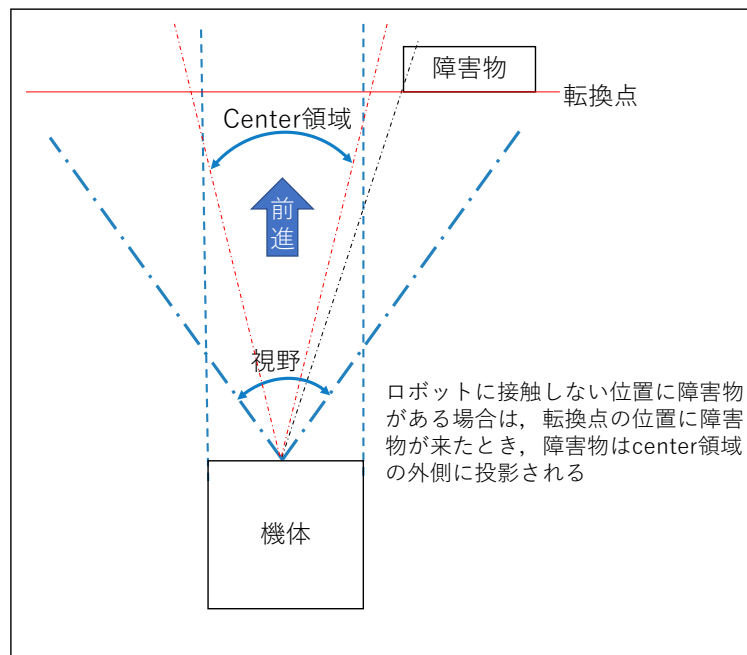 障害物
転換点
Center領域
前
進
視野
ロボットに接触しない位置に障害物
がある場合は，転換点の位置に障害
物が来たとき，障害物はcenter領域
の外側に投影される
機体